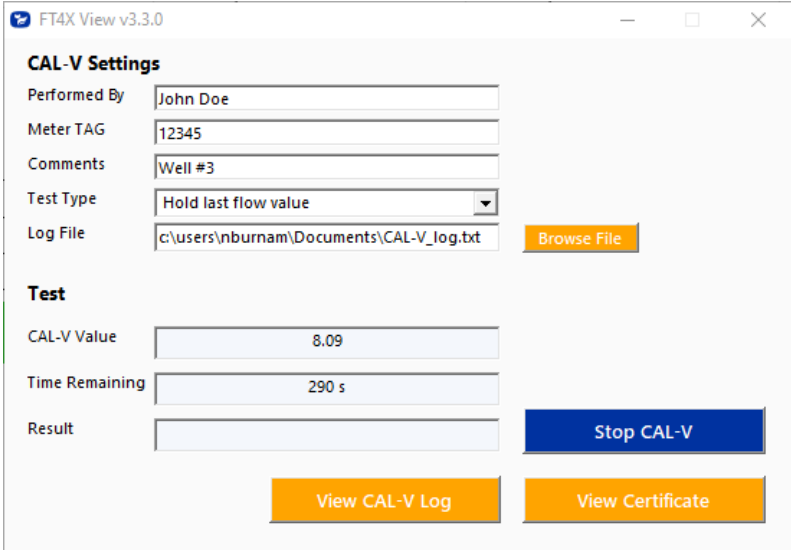 FT4X View v3.3.0
CAL-V Settings
Performed By John Doe
Meter TAG 12345
Comments Well #3
Test Type Hold last flow value
Log File c:\users\nburnam\Documents\CAL-V_log.txt Browse File
Test
CAL-V Value 8.09
Time Remaining 290 s
Result Stop CAL-V
View CAL-V Log View Certificate